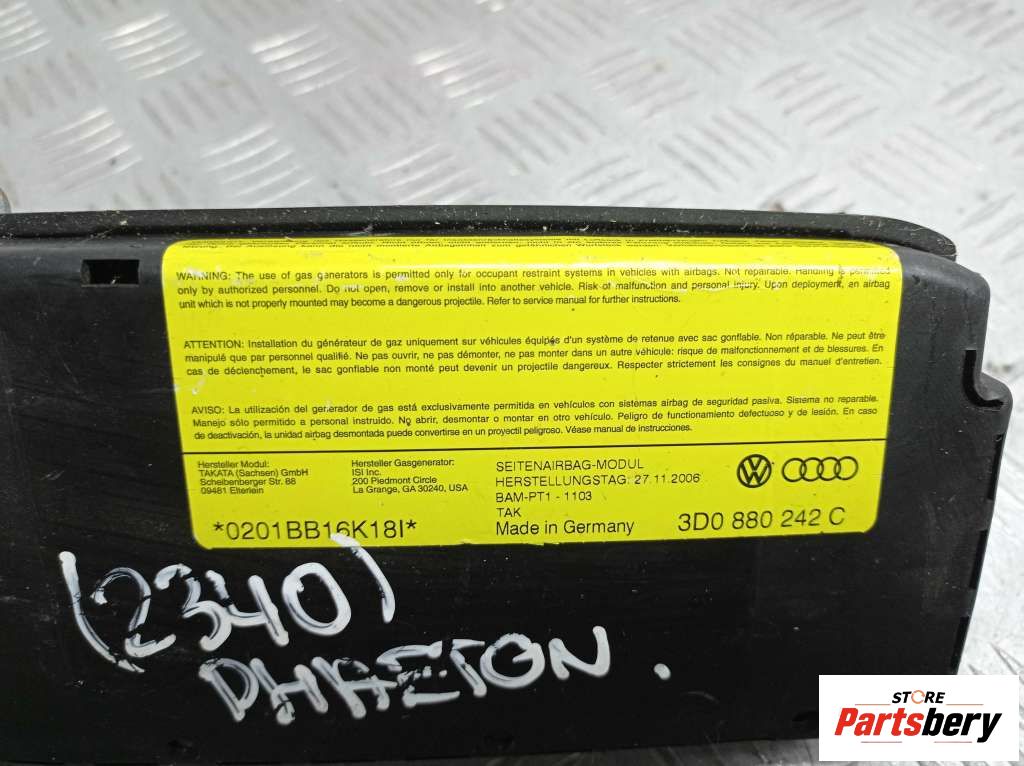 WARNING: The use of gas generators is permitted only for occupant restraint systems in vehicles with airbags. Not repairable. Handling is permitted
only by authorized personnel. Do not open, remove or install into another vehicle. Risk of malfunction and personal injury. Upon deployment, an airbag
unit which is not properly mounted may become a dangerous projectile. Refer to service manual for further instructions.
ATTENTION: Installation du générateur de gaz uniquement sur véhicules équipés d'un système de retenue avec sac gonflable. Non réparable. Ne peut être
manipulé que par personnel qualifié. Ne pas ouvrir, ne pas démonter, ne pas monter dans un autre véhicule: risque de malfonctionnement et de blessures. En
cas de déclenchement, le sac gonflable non monté peut devenir un projectile dangereux. Respecter strictement les consignes du manuel d'entretien.
AVISO: La utilización del generador de gas está exclusivamente permitida en vehículos con sistemas airbag de seguridad pasiva. Sistema no reparable.
Manejo sólo permitido a personal instruido. No abrir, desmontar o montar en otro vehículo. Peligro de funcionamiento defectuoso y de lesión. En caso
de deactivación, la unidad airbag desmontada puede convertirse en un proyectil peligroso. Véase manual de instrucciones.
Hersteller Modul:
TAKATA (Sachsen) GmbH
Scheibenberger Str. 88
09481 Elterlein
Hersteller Gasgenerator:
ISI Inc.
200 Piedmont Circle
La Grange, GA 30240, USA
*0201BB16K18I*
SEITENAIRBAG-MODUL
HERSTELLUNGSTAG: 27.11.2006
BAM-PT1 - 1103
TAK
Made in Germany
3D0 880 242 C
(2340)
PHAETON.
STORE
Partsbery